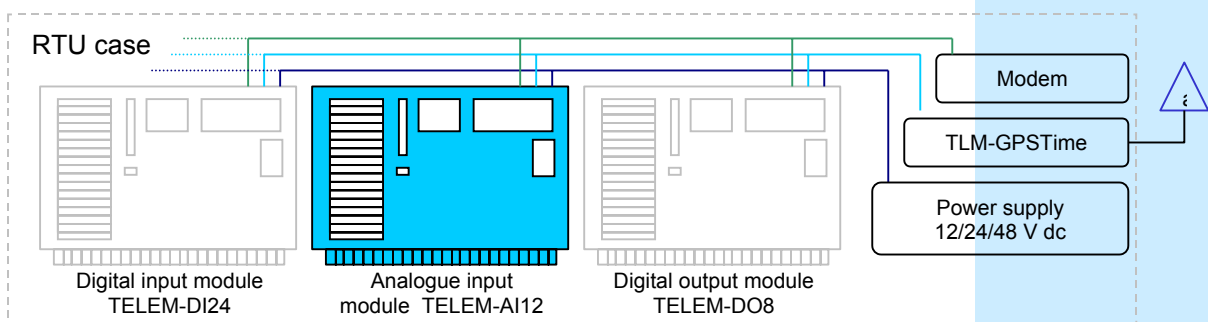 RTU case
Modem
a
TLM-GPSTime
Power supply
12/24/48 V dc
Digital input module
TELEM-DI24
Analogue input
module TELEM-AI12
Digital output module
TELEM-DO8